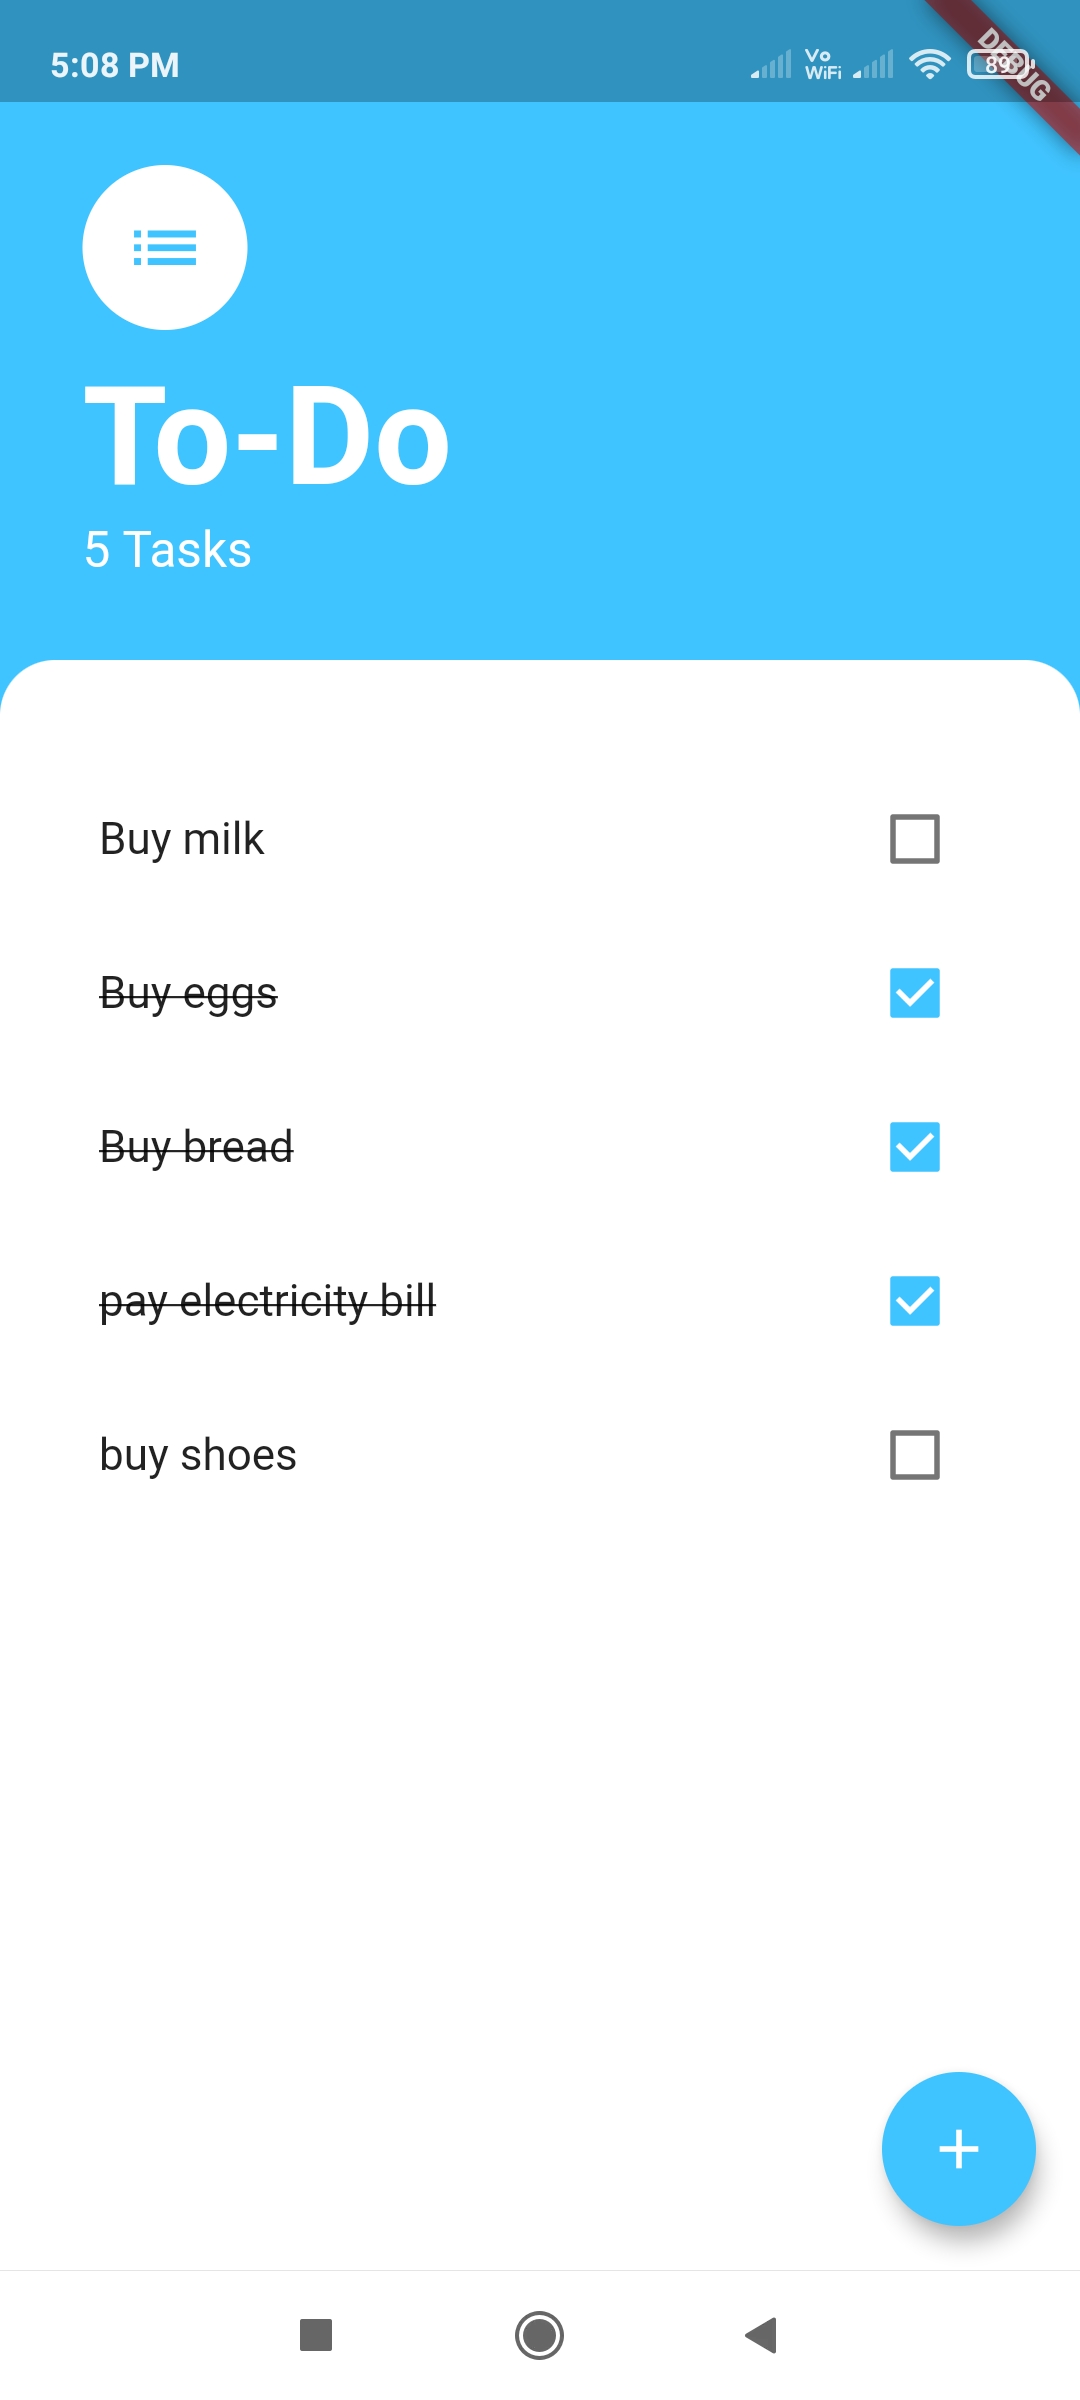 5:08 PM
Vo
WiFi
89
DEBUG
To-Do
5 Tasks
Buy milk
Buy eggs
Buy bread
pay electricity bill
buy shoes